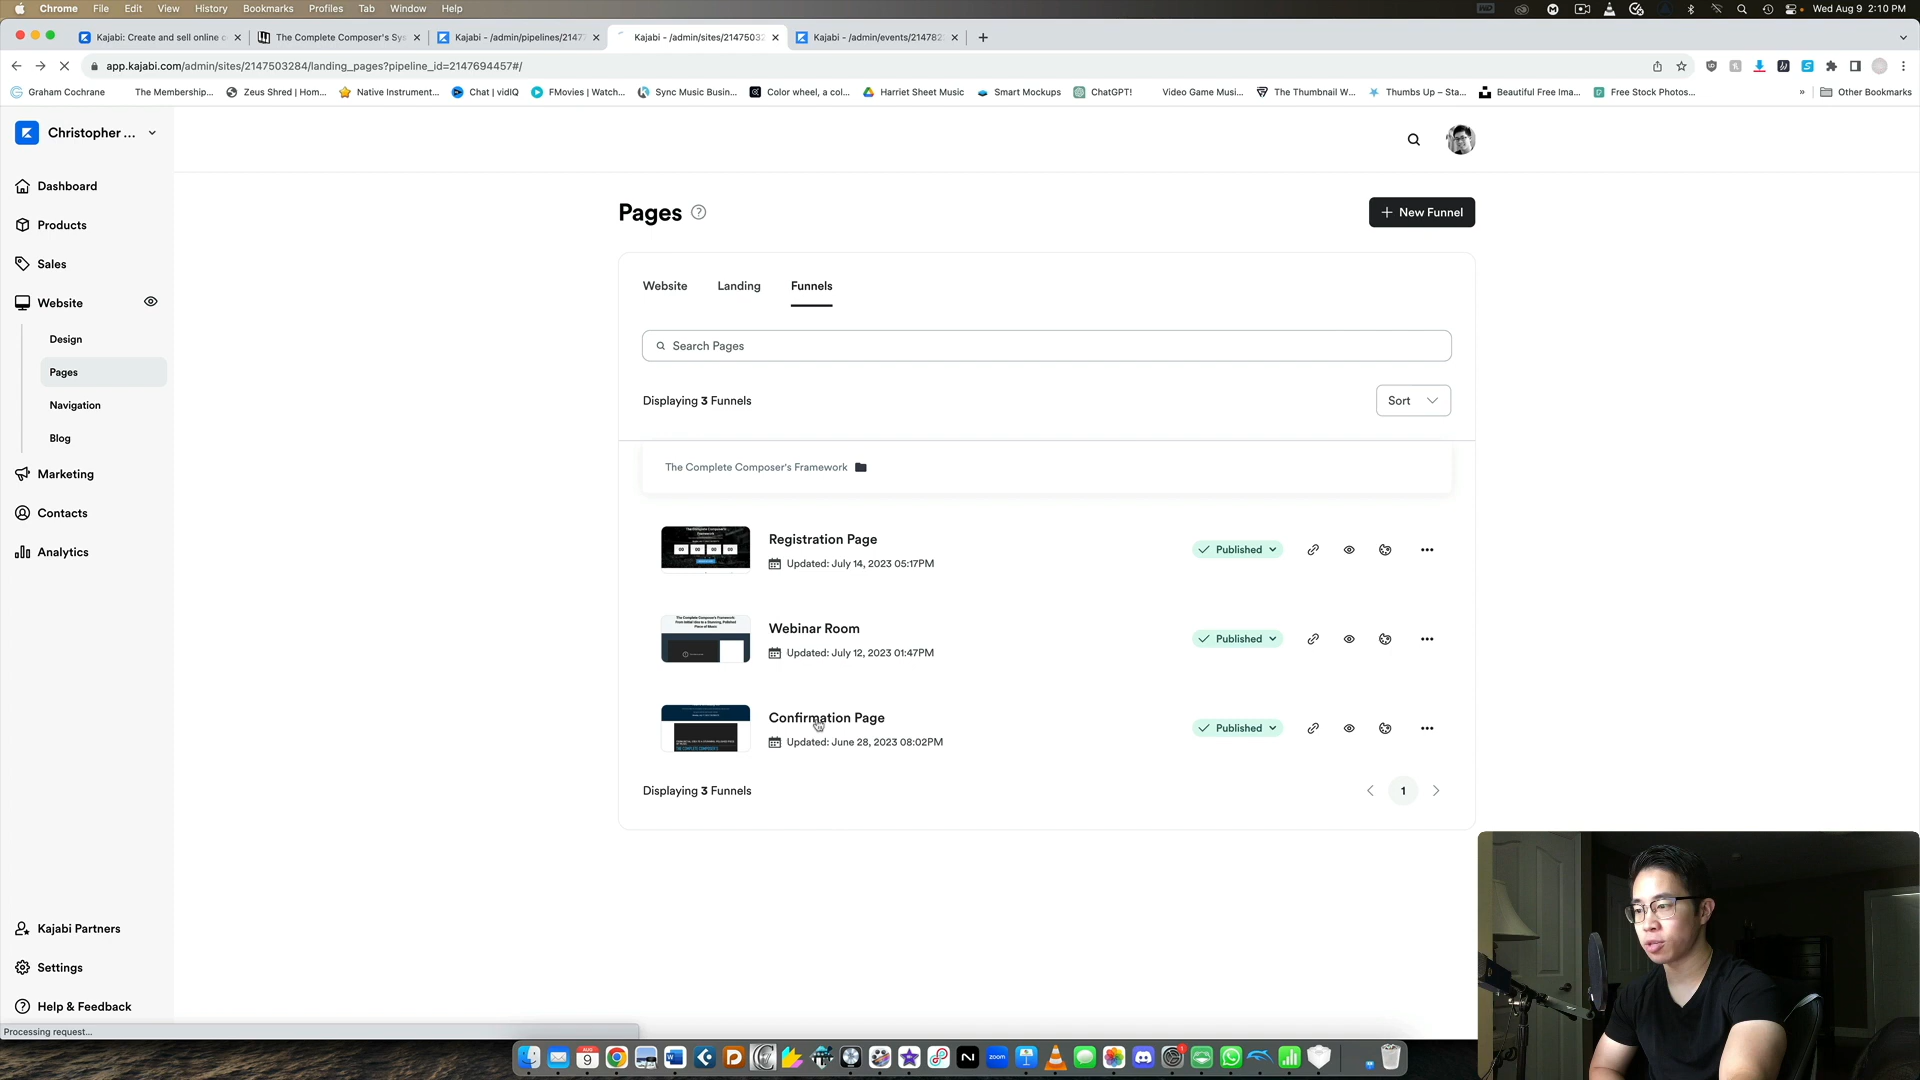 Chrome File Edit View History Bookmarks Profiles Tab Window Help
Wed Aug 9 2:10 PM
Kajabi: Create and sell online c
The Complete Composer's Sys
Kajabi - /admin/pipelines/21477
Kajabi - /admin/sites/21475032
Kajabi - /admin/events/214782
app.kajabi.com/admin/sites/2147503284/landing_pages?pipeline_id=2147694457#/
Graham Cochrane
The Membership...
Zeus Shred | Hom...
Native Instrument...
Chat | vidIQ
FMovies | Watch...
Sync Music Busin...
Color wheel, a col...
Harriet Sheet Music
Smart Mockups
ChatGPT!
Video Game Musi...
The Thumbnail W...
Thumbs Up – Sta...
Beautiful Free Ima...
Free Stock Photos...
»
Other Bookmarks
Christopher ...
Dashboard
Products
Sales
Website
Design
Pages
Navigation
Blog
Marketing
Contacts
Analytics
Kajabi Partners
Settings
Help & Feedback
Processing request...
Pages
+ New Funnel
Website
Landing
Funnels
Search Pages
Displaying 3 Funnels
Sort
The Complete Composer's Framework
Registration Page
Updated: July 14, 2023 05:17PM
Published
Webinar Room
Updated: July 12, 2023 01:47PM
Published
Confirmation Page
Updated: June 28, 2023 08:02PM
Published
Displaying 3 Funnels
1